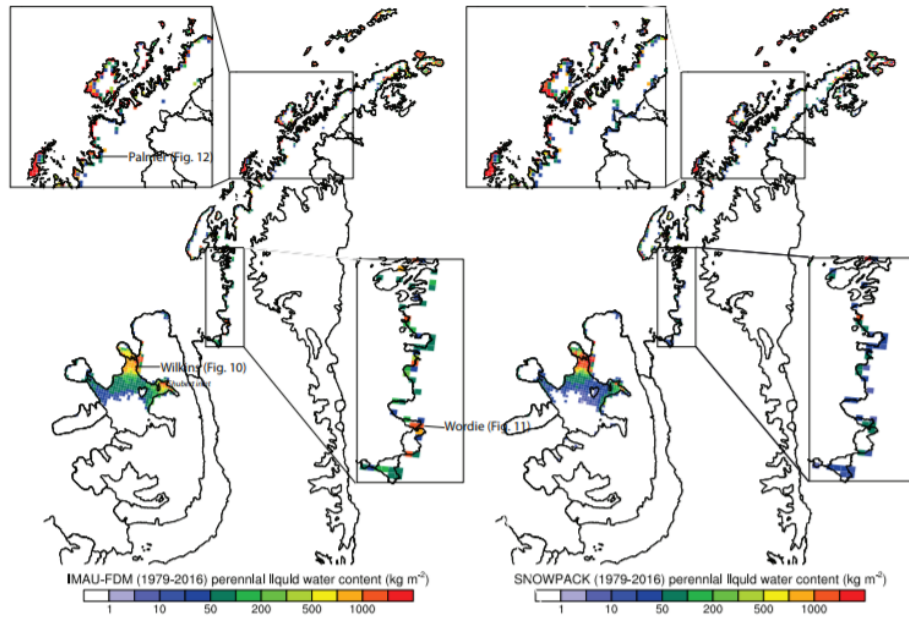 Palmer (Fig. 12)
Wilkins (Fig. 10)
Wordie (Fig. 11)
IMAU-FDM (1979-2016) perennial liquid water content (kg m⁻²)
1 10 50 200 500 1000
SNOWPACK (1979-2016) perennial liquid water content (kg m⁻²)
1 10 50 200 500 1000